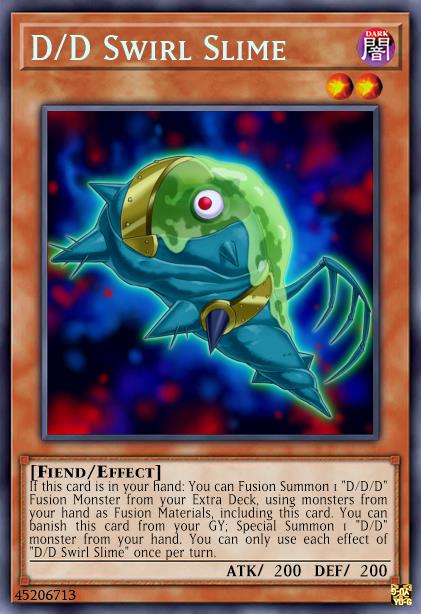 D/D Swirl Slime
DARK
闇
[Fiend/Effect]
If this card is in your hand: You can Fusion Summon 1 "D/D/D"
Fusion Monster from your Extra Deck, using monsters from
your hand as Fusion Materials, including this card. You can
banish this card from your GY; Special Summon 1 "D/D"
monster from your hand. You can only use each effect of
"D/D Swirl Slime" once per turn.
ATK/ 200 DEF/ 200
45206713